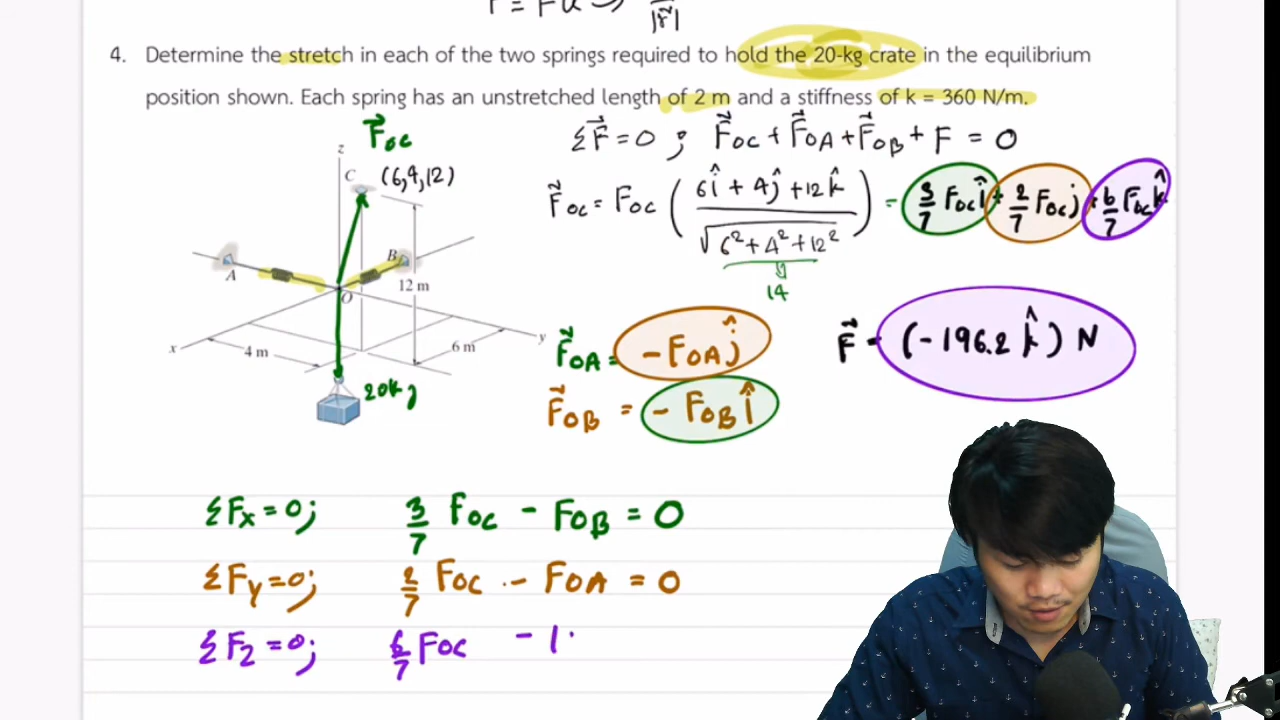 F = Fu ⇒ |r⃗|
4. Determine the stretch in each of the two springs required to hold the 20-kg crate in the equilibrium
position shown. Each spring has an unstretched length of 2 m and a stiffness of k = 360 N/m.
F⃗oc
ΣF⃗ = 0 ; F⃗oc + F⃗OA + F⃗OB + F = 0
z
C (6,4,12)
F⃗oc = Foc ( 6î + 4ĵ + 12k̂ / √6² + 4² + 12² ) = 3/7 Foc î + 2/7 Foc j + 6/7 Foc k̂
14
A
B
O
12 m
x
y
4 m
6 m
20kg
F⃗OA = - FOA ĵ
F⃗ = (-196.2 k̂) N
F⃗OB = - FOB î
ΣFx = 0; 3/7 Foc - FOB = 0
ΣFy = 0; 2/7 Foc - FOA = 0
ΣFz = 0; 6/7 Foc - 1